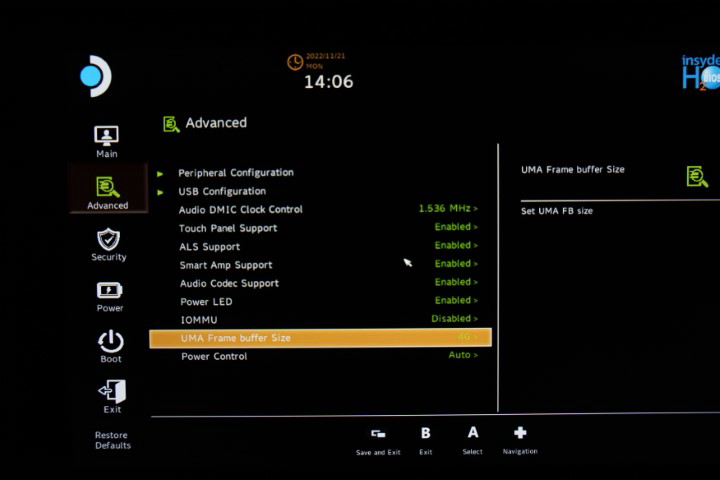 2022/11/21
MON
14:06
insyde
H2O
BIOS
Advanced
Main
Advanced
Security
Power
Boot
Exit
Restore
Defaults
Peripheral Configuration
USB Configuration
Audio DMIC Clock Control 1.536 MHz >
Touch Panel Support Enabled >
ALS Support Enabled >
Smart Amp Support Enabled >
Audio Codec Support Enabled >
Power LED Enabled >
IOMMU Disabled >
UMA Frame buffer Size 4G >
Power Control Auto >
UMA Frame buffer Size
Set UMA FB size
B A
Save and Exit Exit Select Navigation